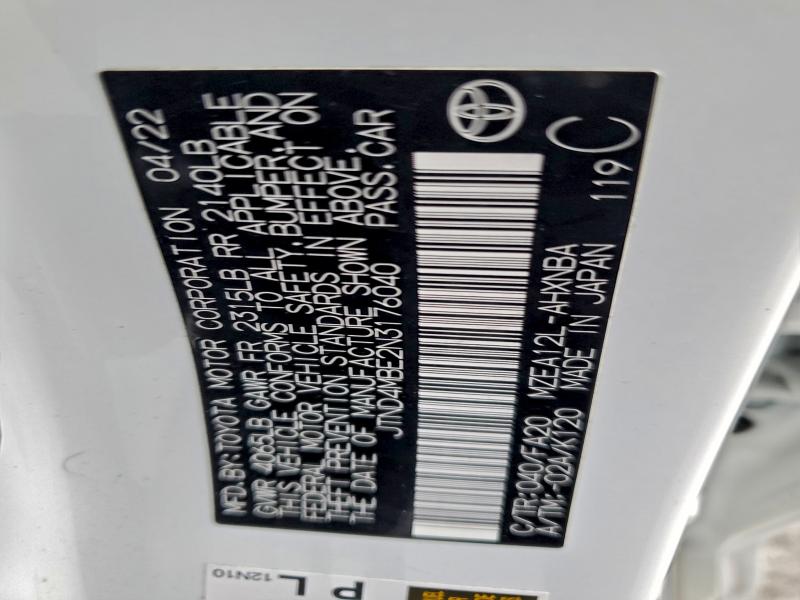 MFD.BY:TOYOTA MOTOR CORPORATION 04/22
GVWR 4065LB GAWR FR 2315LB RR 2140LB
THIS VEHICLE CONFORMS TO ALL APPLICABLE
FEDERAL MOTOR VEHICLE SAFETY,BUMPER,AND
THEFT PREVENTION STANDARDS IN EFFECT ON
THE DATE OF MANUFACTURE SHOWN ABOVE.
JTND4MBE2N3176040 PASS.CAR
C/TR:040/FA20 MZEA12L-AHXNBA
A/TM:-02A/K120 MADE IN JAPAN
119 C
12N10
P L